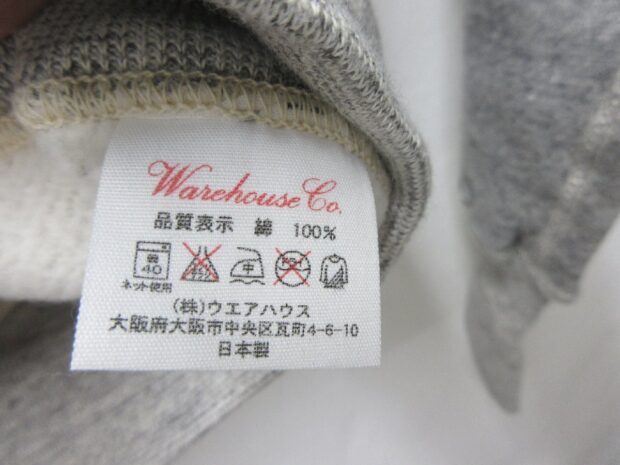 Warehouse Co.
品質表示 綿 100%
弱 40 中
ネット使用
(株)ウエアハウス
大阪府大阪市中央区瓦町4-6-10
日本製